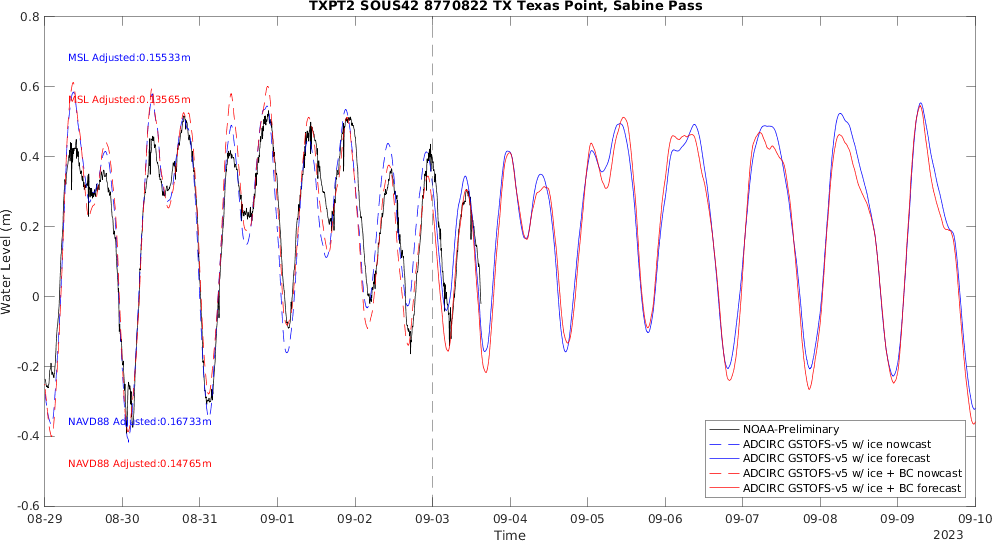 TXPT2 SOUS42 8770822 TX Texas Point, Sabine Pass
0.8
0.6
0.4
0.2
0
-0.2
-0.4
-0.6
Water Level (m)
MSL Adjusted:0.15533m
MSL Adjusted:0.13565m
NAVD88 Adjusted:0.16733m
NAVD88 Adjusted:0.14765m
NOAA-Preliminary
ADCIRC GSTOFS-v5 w/ ice nowcast
ADCIRC GSTOFS-v5 w/ ice forecast
ADCIRC GSTOFS-v5 w/ ice + BC nowcast
ADCIRC GSTOFS-v5 w/ ice + BC forecast
08-29 08-30 08-31 09-01 09-02 09-03 09-04 09-05 09-06 09-07 09-08 09-09 09-10
Time
2023